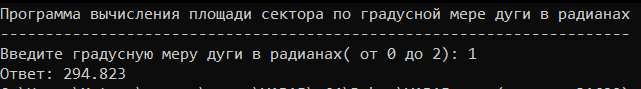 Программа вычисления площади сектора по градусной мере дуги в радианах
----------------------------------------------------------------------
Введите градусную меру дуги в радианах( от 0 до 2): 1
Ответ: 294.823